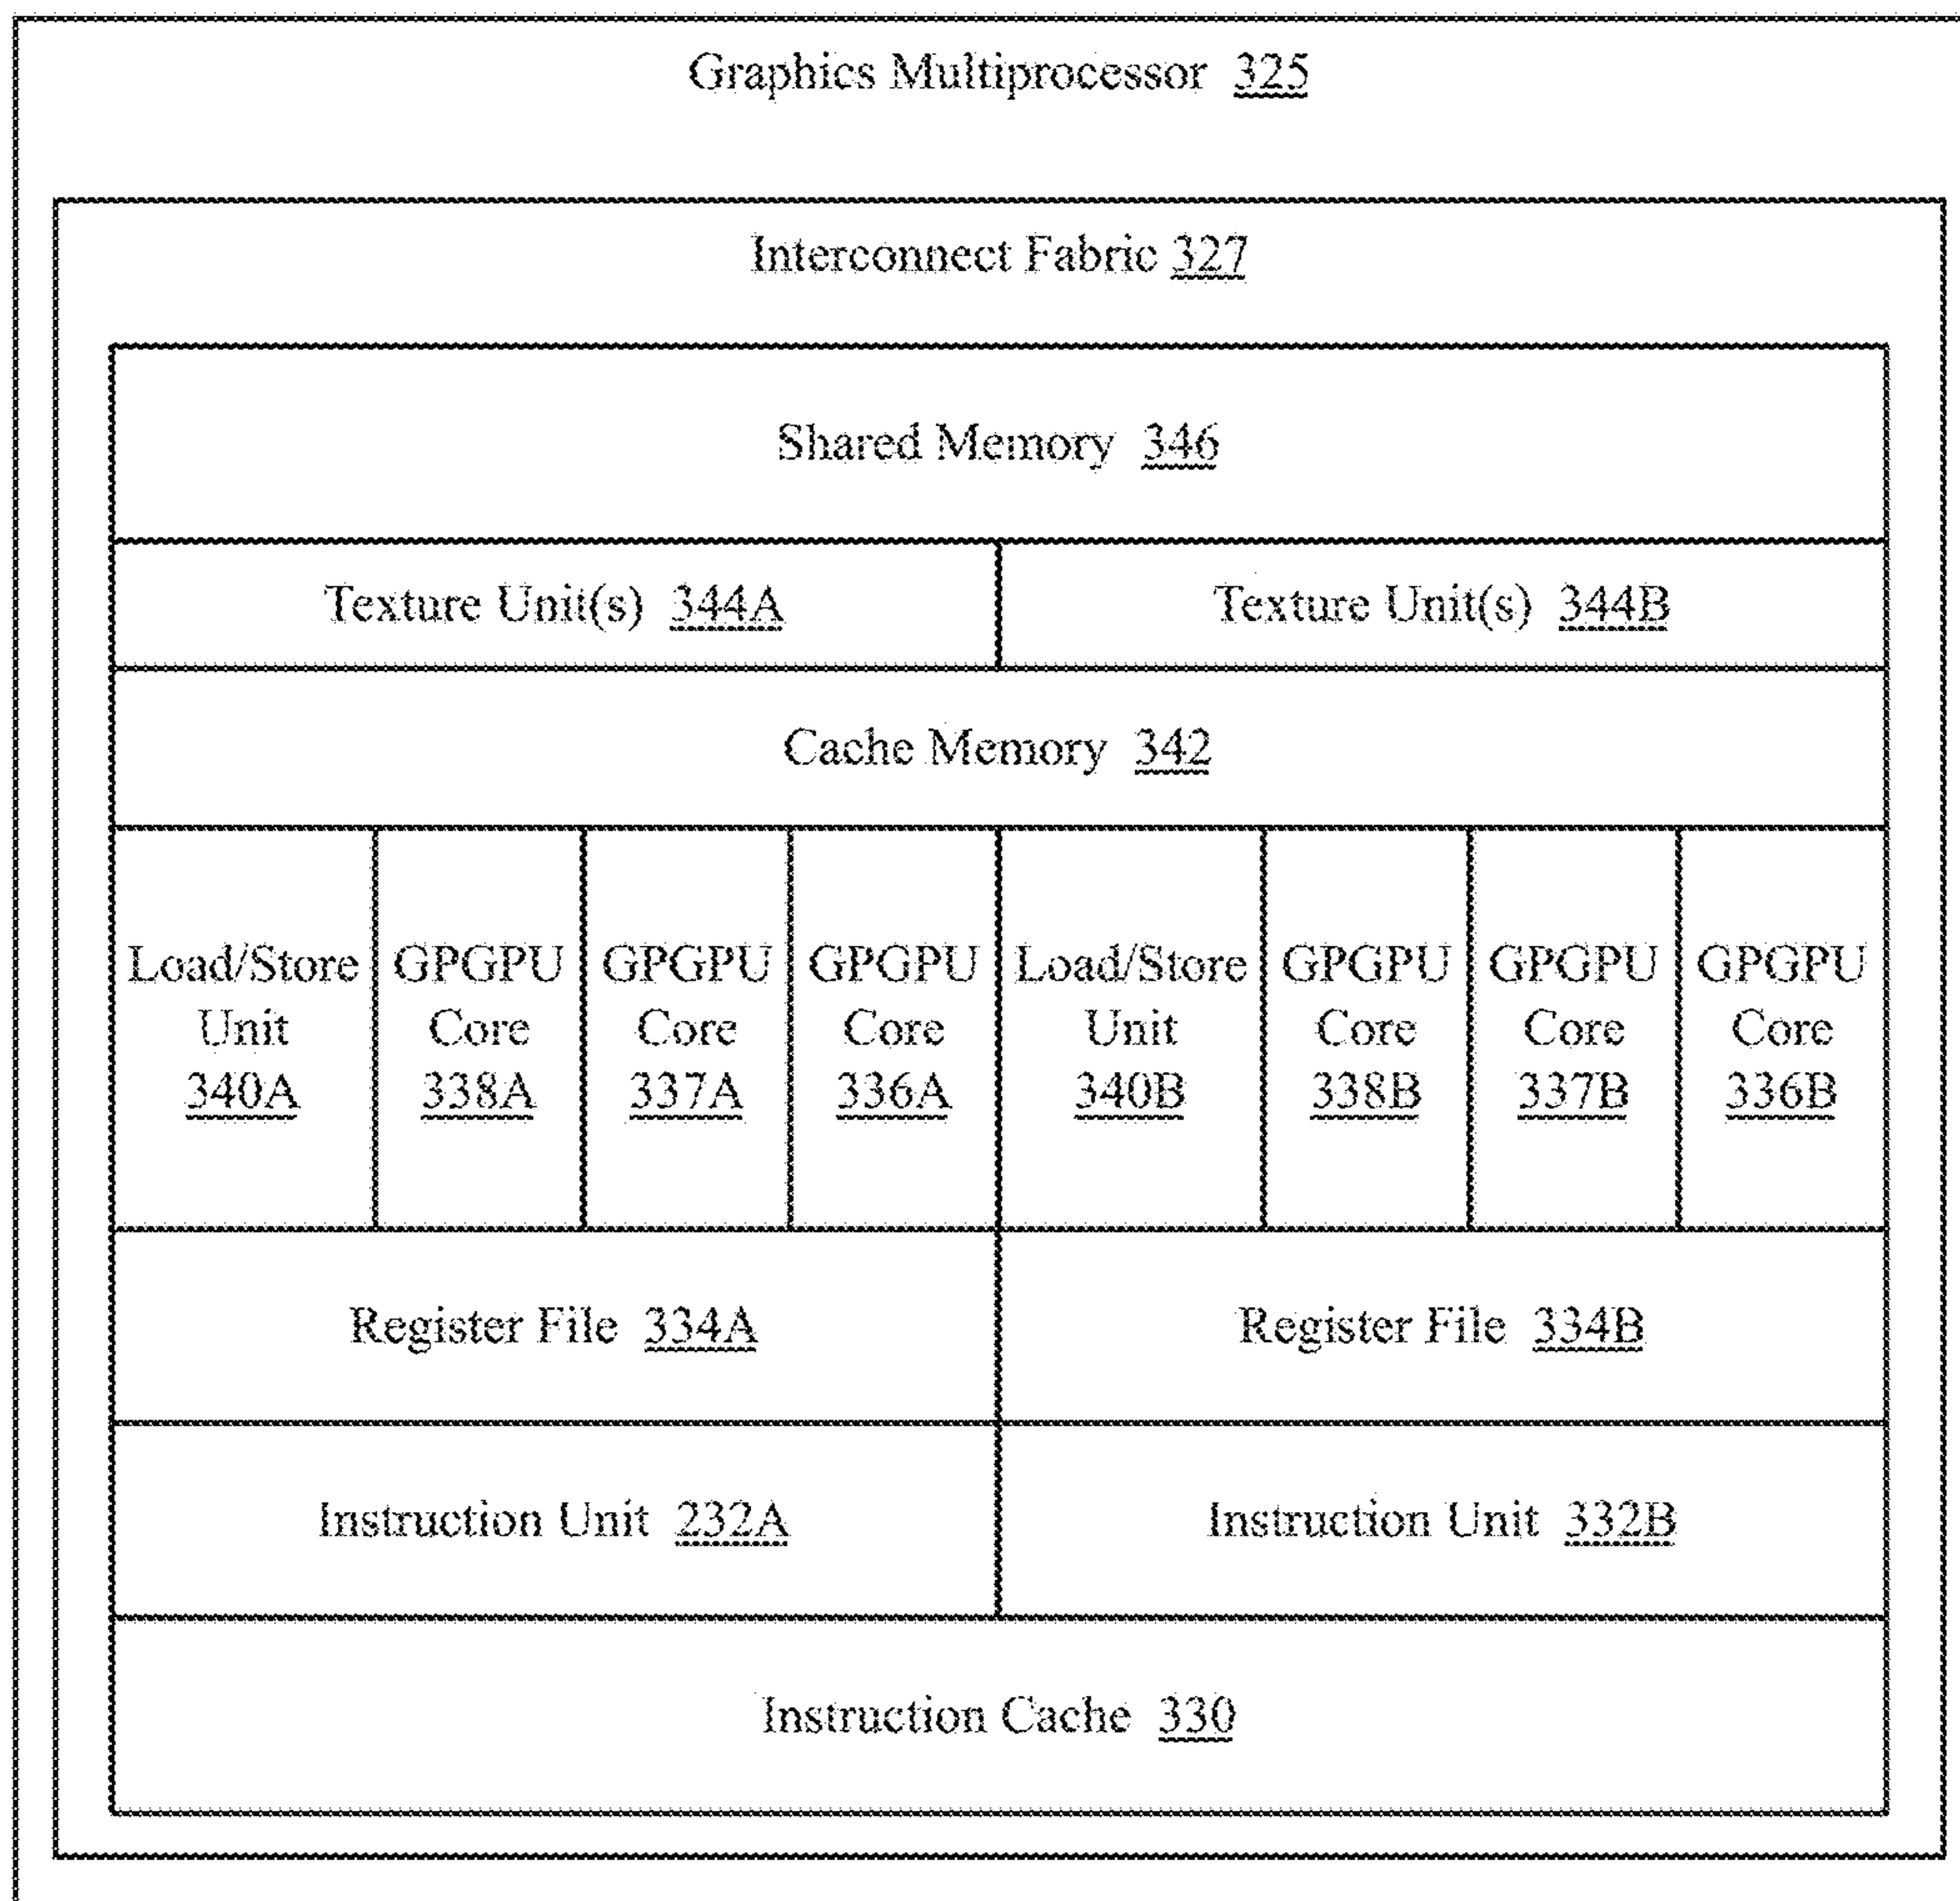 Graphics Multiprocessor 325
Interconnect Fabric 327
Shared Memory 346
Texture Unit(s) 344A
Texture Unit(s) 344B
Cache Memory 342
Load/Store
Unit
340A
GPGPU
Core
338A
GPGPU
Core
337A
GPGPU
Core
336A
Load/Store
Unit
340B
GPGPU
Core
338B
GPGPU
Core
337B
GPGPU
Core
336B
Register File 334A
Register File 334B
Instruction Unit 232A
Instruction Unit 332B
Instruction Cache 330